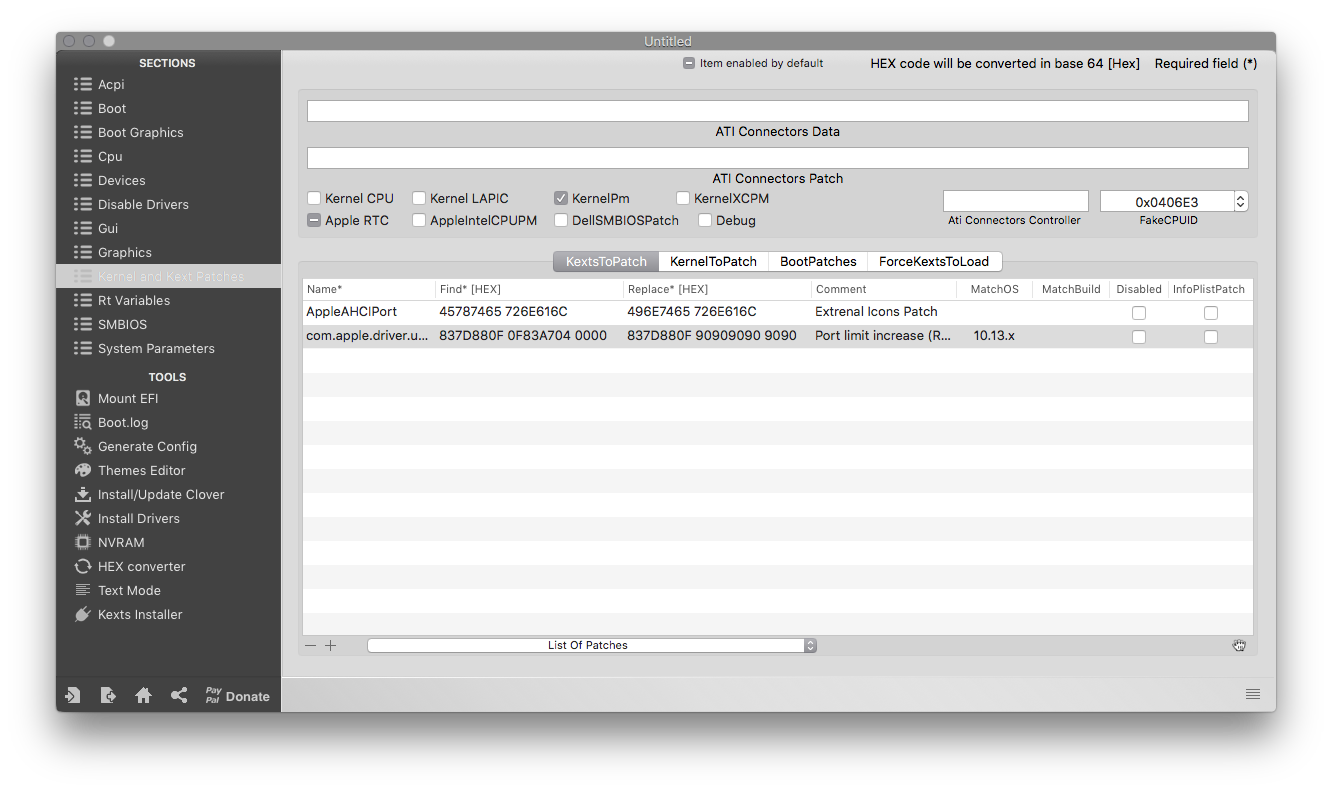 Untitled
SECTIONS
Acpi
Boot
Boot Graphics
Cpu
Devices
Disable Drivers
Gui
Graphics
Kernel and Kext Patches
Rt Variables
SMBIOS
System Parameters
TOOLS
Mount EFI
Boot.log
Generate Config
Themes Editor
Install/Update Clover
Install Drivers
NVRAM
HEX converter
Text Mode
Kexts Installer
Pay
Pal Donate
Item enabled by default HEX code will be converted in base 64 [Hex] Required field (*)
ATI Connectors Data
ATI Connectors Patch
Kernel CPU Kernel LAPIC KernelPm KernelXCPM
Apple RTC AppleIntelCPUPM DellSMBIOSPatch Debug
Ati Connectors Controller
0x0406E3
FakeCPUID
KextsToPatch KernelToPatch BootPatches ForceKextsToLoad
Name* Find* [HEX] Replace* [HEX] Comment MatchOS MatchBuild Disabled InfoPlistPatch
AppleAHCIPort 45787465 726E616C 496E7465 726E616C Extrenal Icons Patch
com.apple.driver.u... 837D880F 0F83A704 0000 837D880F 90909090 9090 Port limit increase (R... 10.13.x
List Of Patches